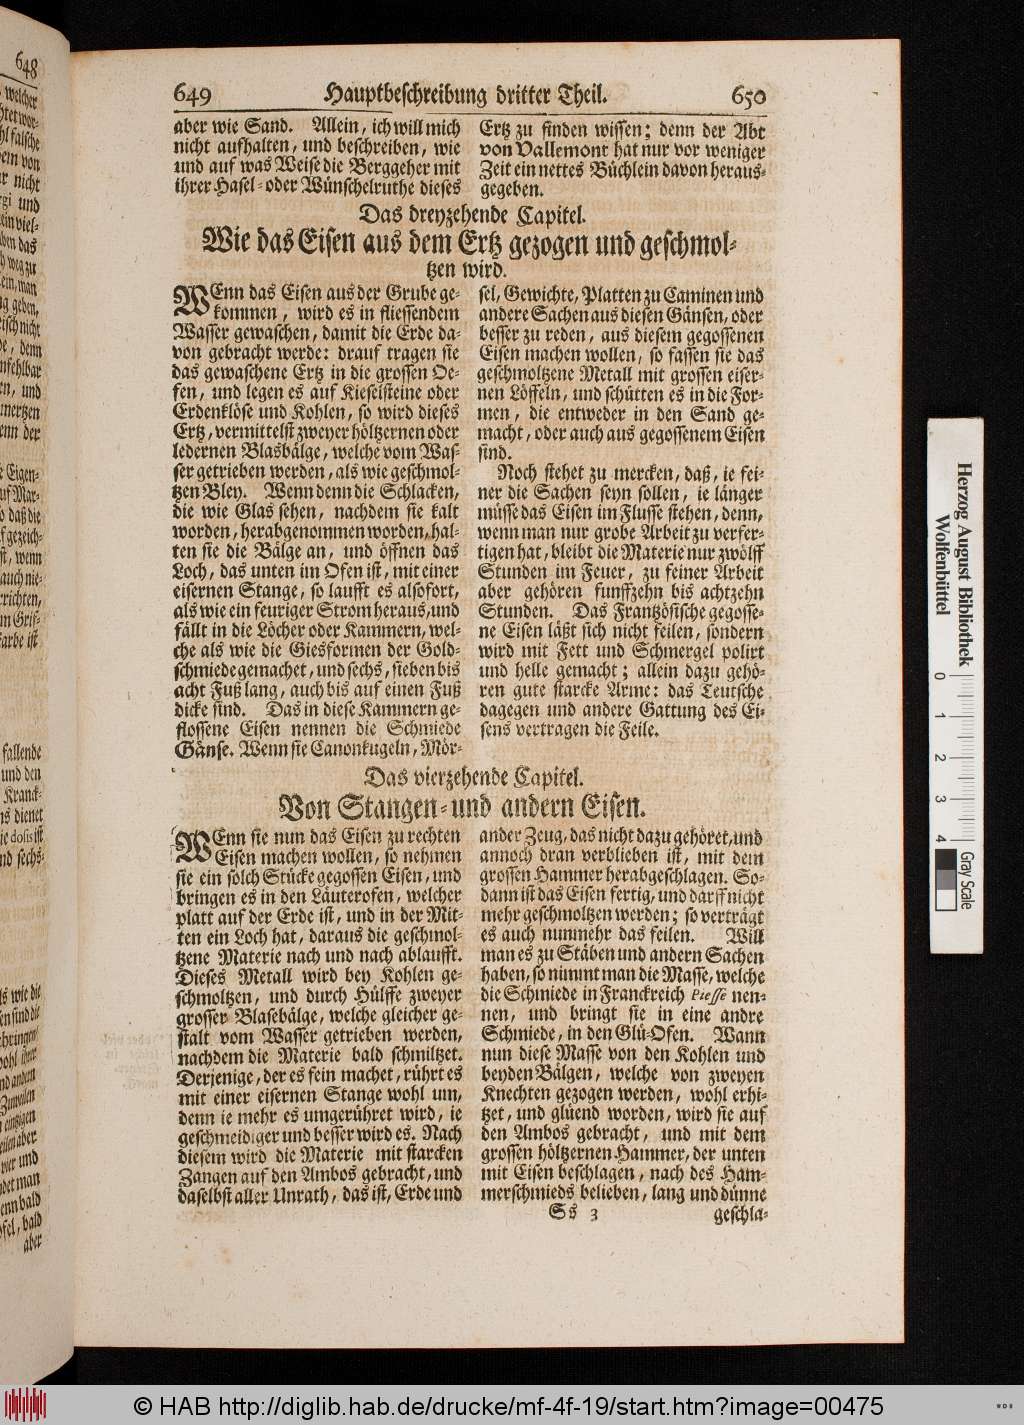 648
649
Hauptbeschreibung dritter Theil.
650
aber wie Sand. Allein, ich will mich
nicht aufhalten, und beschreiben, wie
und auf was Weise die Berggeher mit
ihrer Hasel- oder Wünschelruthe dieses
Ertz zu finden wissen; denn der Abt
von Vallemont hat nur vor weniger
Zeit ein nettes Büchlein davon heraus-
gegeben.
Das dreyzehende Capitel.
Wie das Eisen aus dem Ertz gezogen und geschmol-
tzen wird.
WEnn das Eisen aus der Grube ge-
kommen, wird es in fliessendem
Wasser gewaschen, damit die Erde da-
von gebracht werde: drauf tragen sie
das gewaschene Ertz in die grossen Oe-
fen, und legen es auf Kieselsteine oder
Erdenklöse und Kohlen, so wird dieses
Ertz, vermittelst zweyer höltzernen oder
ledernen Blasbälge, welche vom Was-
ser getrieben werden, als wie geschmol-
tzen Bley. Wenn denn die Schlacken,
die wie Glas sehen, nachdem sie kalt
worden, herabgenommen worden, hal-
ten sie die Bälge an, und öffnen das
Loch, das unten im Ofen ist, mit einer
eisernen Stange, so laufft es alsofort,
als wie ein feuriger Strom heraus, und
fällt in die Löcher oder Kammern, wel-
che als wie die Giesformen der Gold-
schmiede gemachet, und sechs, sieben bis
acht Fuß lang, auch bis auf einen Fuß
dicke sind. Das in diese Kammern ge-
flossene Eisen nennen die Schmiede
Gänse. Wenn sie Canonkugeln, Mör-
sel, Gewichte, Platten zu Caminen und
andere Sachen aus diesen Gänsen, oder
besser zu reden, aus diesem gegossenen
Eisen machen wollen, so fassen sie das
geschmoltzene Metall mit grossen eiser-
nen Löffeln, und schütten es in die For-
men, die entweder in den Sand ge-
macht, oder auch aus gegossenem Eisen
sind.
Noch stehet zu mercken, daß, ie fei-
ner die Sachen seyn sollen, ie länger
müsse das Eisen im Flusse stehen, denn,
wenn man nur grobe Arbeit zu verfer-
tigen hat, bleibt die Materie nur zwölff
Stunden im Feuer, zu feiner Arbeit
aber gehören funffzehn bis achtzehn
Stunden. Das Frantzösische gegosse-
ne Eisen läßt sich nicht feilen, sondern
wird mit Fett und Schmergel polirt
und helle gemacht; allein dazu gehö-
ren gute starcke Arme: das Teutsche
dagegen und andere Gattung des Ei-
sens vertragen die Feile.
Das vierzehende Capitel.
Von Stangen- und andern Eisen.
WEnn sie nun das Eisen zu rechten
Eisen machen wollen, so nehmen
sie ein solch Stücke gegossen Eisen, und
bringen es in den Läuterofen, welcher
platt auf der Erde ist, und in der Mit-
ten ein Loch hat, daraus die geschmol-
tzene Materie nach und nach ablaufft.
Dieses Metall wird bey Kohlen ge-
schmoltzen, und durch Hülffe zweyer
grosser Blasebälge, welche gleicher ge-
stalt vom Wasser getrieben werden,
nachdem die Materie bald schmiltzet.
Derjenige, der es fein machet, rührt es
mit einer eisernen Stange wohl um,
denn ie mehr es umgerühret wird, ie
geschmeidiger und besser wird es. Nach
diesem wird die Materie mit starcken
Zangen auf den Ambos gebracht, und
daselbst aller Unrath, das ist, Erde und
ander Zeug, das nicht dazu gehöret, und
annoch dran verblieben ist, mit dem
grossen Hammer herabgeschlagen. So-
dann ist das Eisen fertig, und darff nicht
mehr geschmoltzen werden; so verträgt
es auch nunmehr das feilen. Will
man es zu Stäben und andern Sachen
haben, so nimmt man die Masse, welche
die Schmiede in Franckreich Piesse nen-
nen, und bringt sie in eine andre
Schmiede, in den Glü-Ofen. Wann
nun diese Masse von den Kohlen und
beyden Bälgen, welche von zweyen
Knechten gezogen werden, wohl erhi-
tzet, und glüend worden, wird sie auf
den Ambos gebracht, und mit dem
grossen höltzernen Hammer, der unten
mit Eisen beschlagen, nach des Ham-
merschmieds belieben, lang und dünne
Ss 3
geschla-
Herzog August Bibliothek
Wolfenbüttel
0 1 2 3 4
Gray Scale
© HAB http://diglib.hab.de/drucke/mf-4f-19/start.htm?image=00475